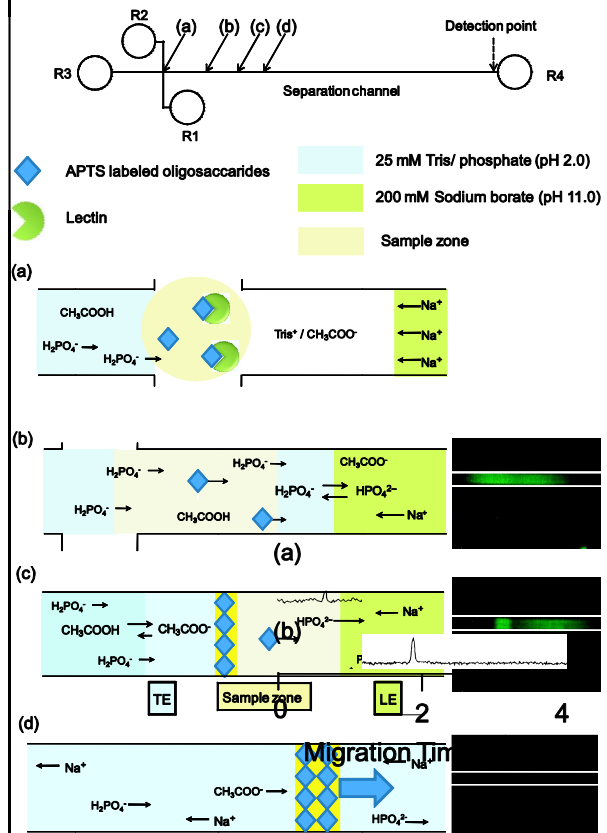 R2
(a)
(b)
(c)
(d)
Detection point
R3
R4
Separation channel
R1
APTS labeled oligosaccarides
25 mM Tris/ phosphate (pH 2.0)
200 mM Sodium borate (pH 11.0)
Lectin
Sample zone
(a)
CH₃COOH
H₂PO₄⁻
H₂PO₄⁻
Tris⁺ / CH₃COO⁻
Na⁺
Na⁺
Na⁺
(b)
H₂PO₄⁻
H₂PO₄⁻
CH₃COO⁻
H₂PO₄⁻
HPO₄²⁻
H₂PO₄⁻
CH₃COOH
Na⁺
(a)
(c)
H₂PO₄⁻
CH₃COOH
CH₃COO⁻
H₂PO₄⁻
HPO₄²⁻
Na⁺
(b)
TE
Sample zone
LE
0
2
4
(d)
Migration Tim
Na⁺
Na⁺
CH₃COO⁻
H₂PO₄⁻
Na⁺
HPO₄²⁻